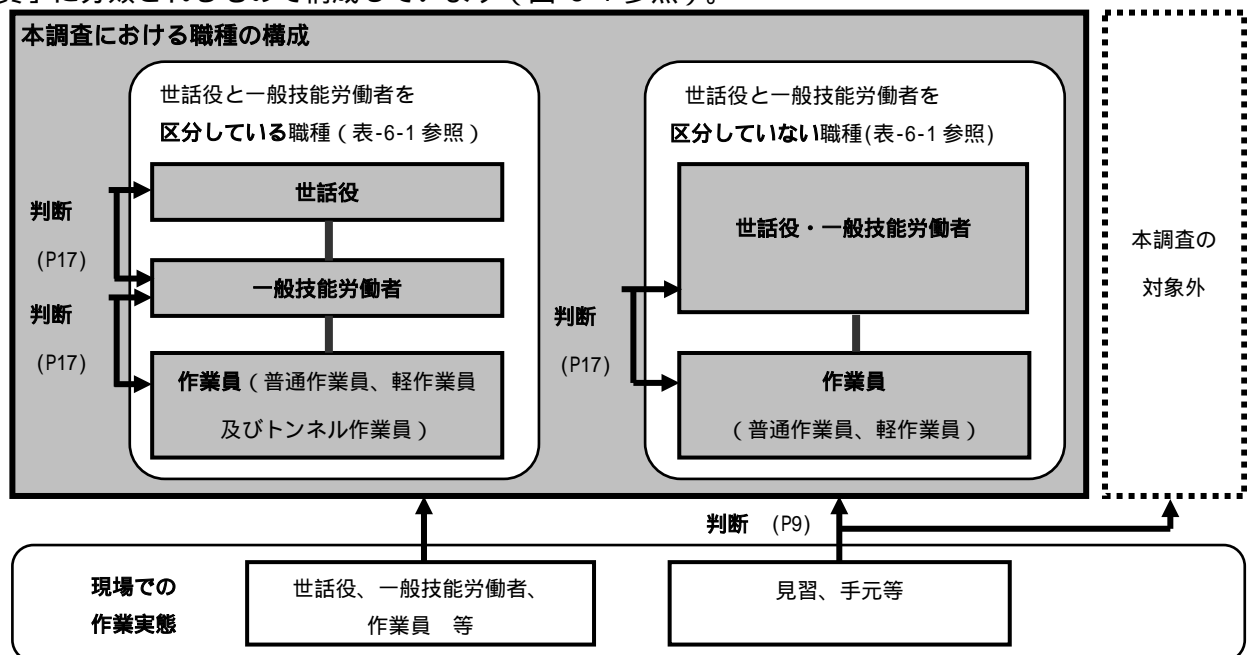 に分類されるもので構成しています（図-6-1 参照）。
本調査における職種の構成
世話役と一般技能労働者を
区分している職種（表-6-1 参照）
世話役
一般技能労働者
作業員（普通作業員、軽作業員
及びトンネル作業員）
判断
(P17)
判断
(P17)
世話役と一般技能労働者を
区分していない職種(表-6-1 参照)
世話役・一般技能労働者
作業員
（普通作業員、軽作業員）
判断
(P17)
本調査の
対象外
判断 (P9)
現場での
作業実態
世話役、一般技能労働者、
作業員 等
見習、手元等